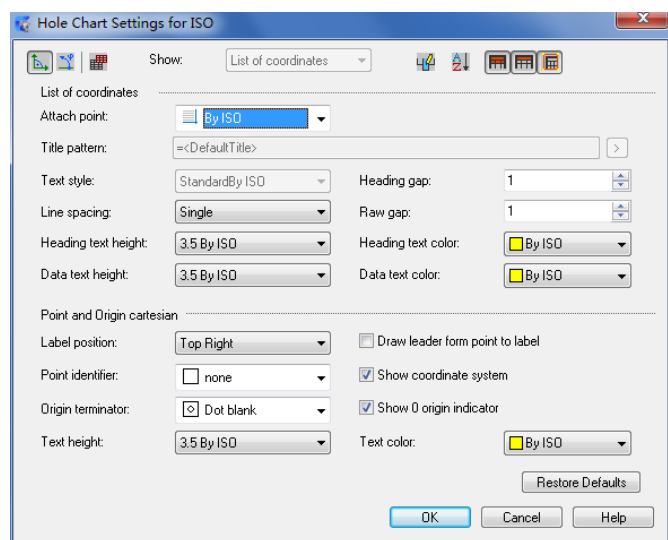 Hole Chart Settings for ISO
Show: List of coordinates
List of coordinates
Attach point: By ISO
Title pattern: =<DefaultTitle> >
Text style: StandardBy ISO Heading gap: 1
Line spacing: Single Raw gap: 1
Heading text height: 3.5 By ISO Heading text color: By ISO
Data text height: 3.5 By ISO Data text color: By ISO
Point and Origin cartesian
Label position: Top Right Draw leader form point to label
Point identifier: none Show coordinate system
Origin terminator: Dot blank Show 0 origin indicator
Text height: 3.5 By ISO Text color: By ISO
Restore Defaults
OK Cancel Help